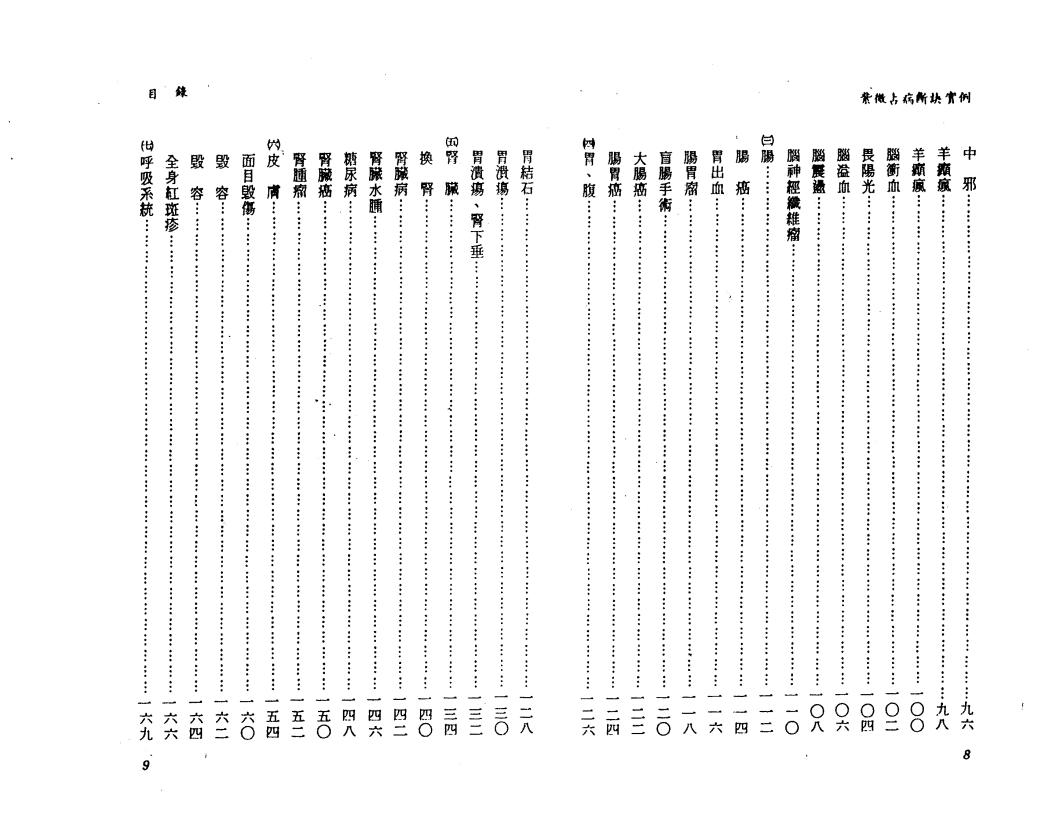 紫微占病斷訣實例
中　邪……………………九六
羊癲瘋……………………九八
羊癲瘋……………………一〇〇
腦衝血……………………一〇二
畏陽光……………………一〇四
腦溢血……………………一〇六
腦震盪……………………一〇八
腦神經纖維瘤……………………一一〇
㈢腸……………………一一二
腸　癌……………………一一四
胃出血……………………一一六
腸胃瘤……………………一一八
盲腸手術……………………一二〇
大腸癌……………………一二二
腸胃癌……………………一二四
㈣胃、腹……………………一二六
8
目　錄
胃結石……………………一二八
胃潰瘍……………………一三〇
胃潰瘍、腎下垂……………………一三二
㈤腎　臟……………………一三四
換　腎……………………一四〇
腎臟病……………………一四二
腎臟水腫……………………一四六
糖尿病……………………一四八
腎臟癌……………………一五〇
腎腫瘤……………………一五二
㈥皮　膚……………………一五四
面目毀傷……………………一六〇
毀　容……………………一六二
毀　容……………………一六四
全身紅斑疹……………………一六六
㈦呼吸系統……………………一六九
9